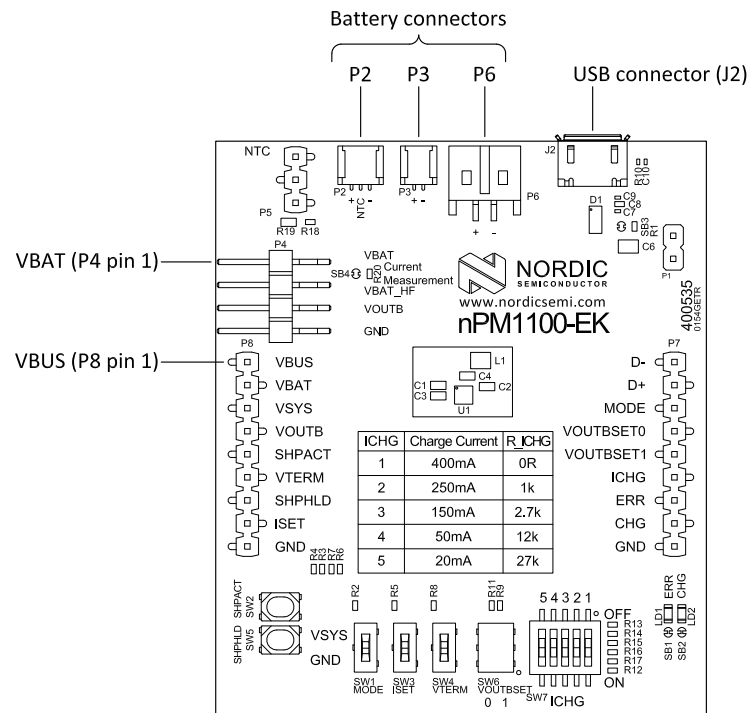 Battery connectors
P2 P3 P6 USB connector (J2)
NTC
J2
R10
C10
P2
+ NTC -
P3
+ -
P6
+ -
P5
R19 R18
D1
C9
C8
C7
SB3
R1
C6
P1
VBAT (P4 pin 1)
P4
SB4
R20
VBAT
Current
Measurement
VBAT_HF
VOUTB
GND
NORDIC
SEMICONDUCTOR
www.nordicsemi.com
nPM1100-EK
400535
0154GETR
VBUS (P8 pin 1)
P8
VBUS
VBAT
VSYS
VOUTB
SHPACT
VTERM
SHPHLD
ISET
GND
L1
C4
C1
C2
C3
U1
P7
D-
D+
MODE
VOUTBSET0
VOUTBSET1
ICHG
ERR
CHG
GND
ICHG Charge Current R_ICHG
1 400mA 0R
2 250mA 1k
3 150mA 2.7k
4 50mA 12k
5 20mA 27k
R4
R3
R7
R6
SHPACT
SW2
SHPHLD
SW5
R2 R5 R8 R11 R9
VSYS
GND
SW1
MODE
SW3
ISET
SW4
VTERM
SW6
VOUTBSET
0 1
5 4 3 2 1
OFF
ON
SW7 ICHG
R13
R14
R15
R16
R17
R12
ERR CHG
LD1 LD2
SB1 SB2